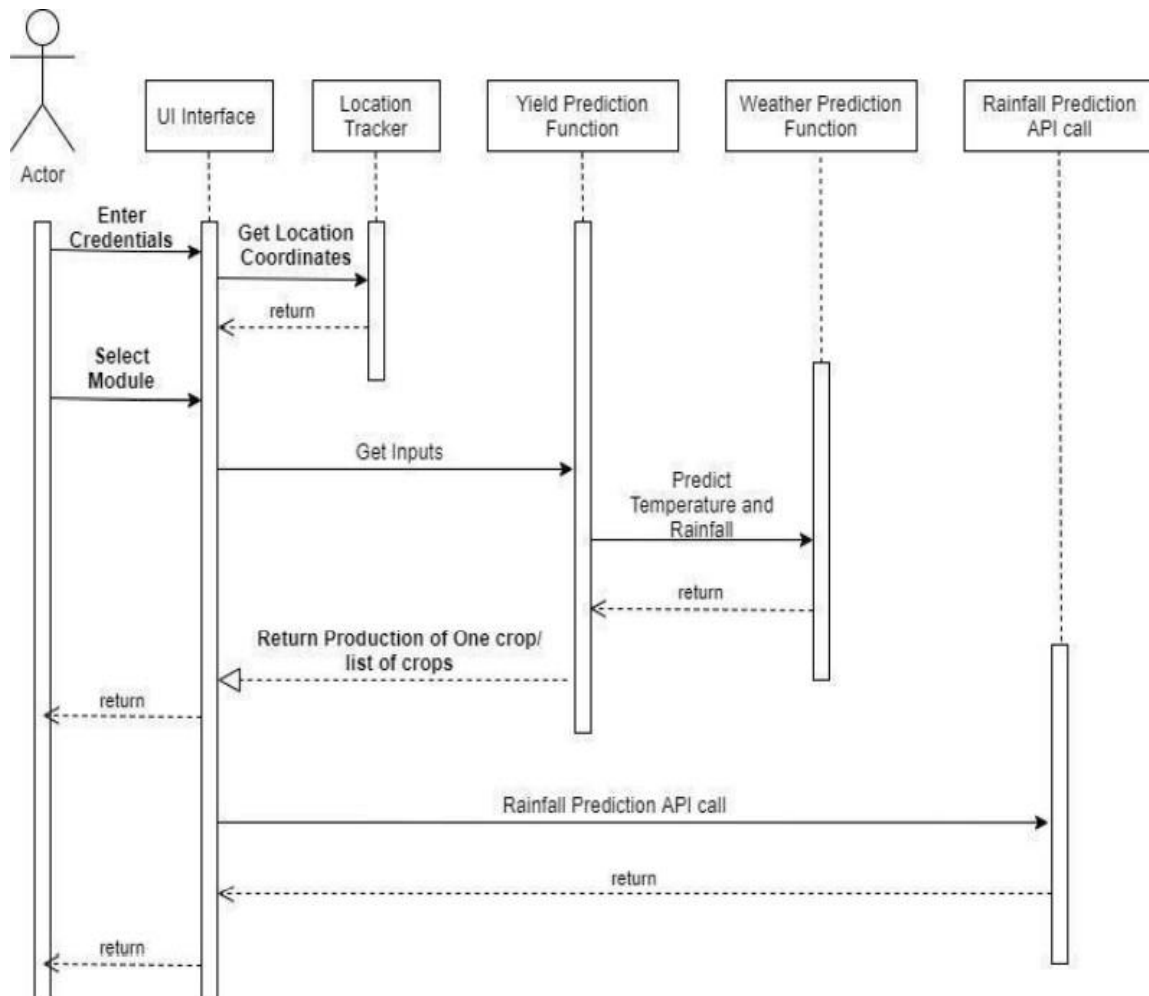 UI Interface
Location
Tracker
Yield Prediction
Function
Weather Prediction
Function
Rainfall Prediction
API call
Actor
Enter
Credentials
Get Location
Coordinates
return
Select
Module
Get Inputs
Predict
Temperature and
Rainfall
return
Return Production of One crop/
list of crops
return
Rainfall Prediction API call
return
return